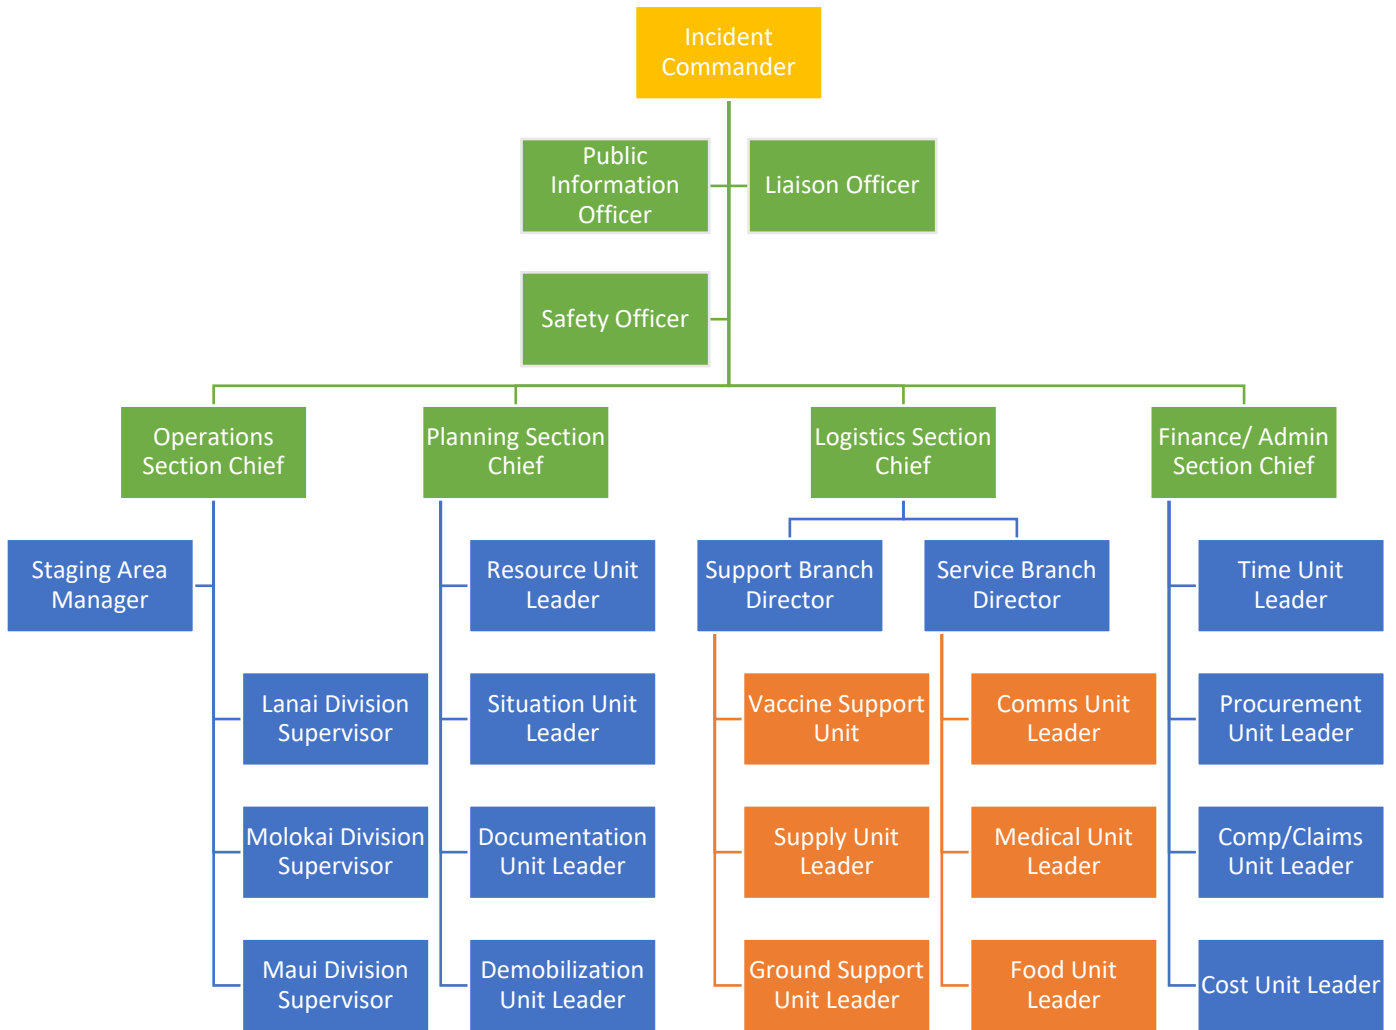 Incident
Commander
Public
Information
Officer
Liaison Officer
Safety Officer
Operations
Section Chief
Planning Section
Chief
Logistics Section
Chief
Finance/ Admin
Section Chief
Staging Area
Manager
Resource Unit
Leader
Support Branch
Director
Service Branch
Director
Time Unit
Leader
Lanai Division
Supervisor
Situation Unit
Leader
Vaccine Support
Unit
Comms Unit
Leader
Procurement
Unit Leader
Molokai Division
Supervisor
Documentation
Unit Leader
Supply Unit
Leader
Medical Unit
Leader
Comp/Claims
Unit Leader
Maui Division
Supervisor
Demobilization
Unit Leader
Ground Support
Unit Leader
Food Unit
Leader
Cost Unit Leader